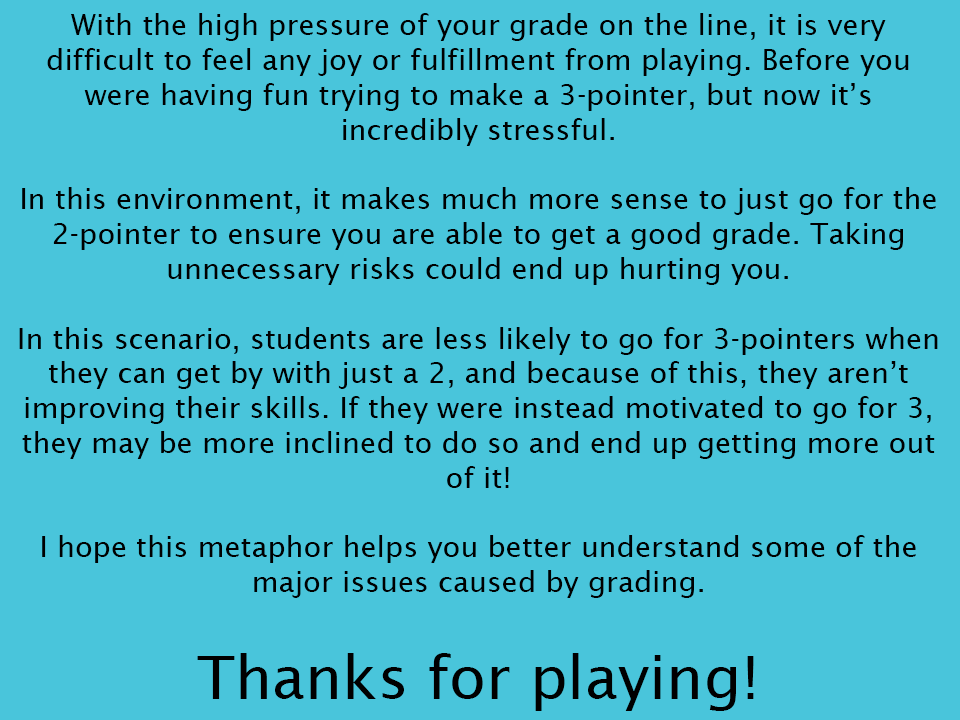 With the high pressure of your grade on the line, it is very
difficult to feel any joy or fulfillment from playing. Before you
were having fun trying to make a 3-pointer, but now it’s
incredibly stressful.
In this environment, it makes much more sense to just go for the
2-pointer to ensure you are able to get a good grade. Taking
unnecessary risks could end up hurting you.
In this scenario, students are less likely to go for 3-pointers when
they can get by with just a 2, and because of this, they aren’t
improving their skills. If they were instead motivated to go for 3,
they may be more inclined to do so and end up getting more out
of it!
I hope this metaphor helps you better understand some of the
major issues caused by grading.
Thanks for playing!